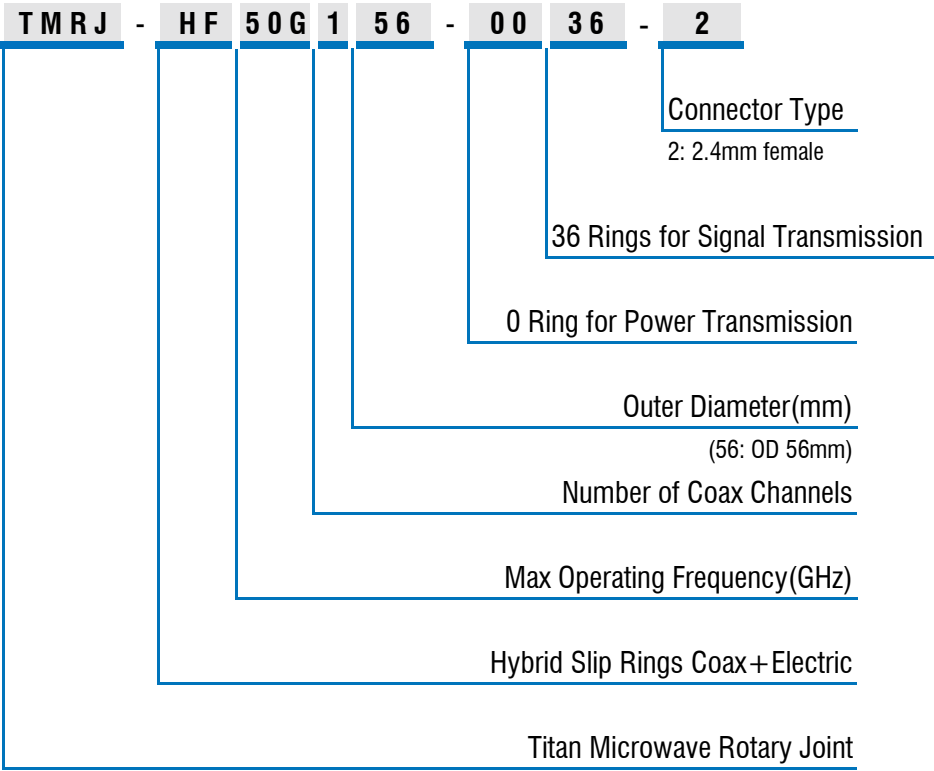 TMRJ - HF 50G 1 56 - 00 36 - 2
Connector Type
2: 2.4mm female
36 Rings for Signal Transmission
0 Ring for Power Transmission
Outer Diameter(mm)
(56: OD 56mm)
Number of Coax Channels
Max Operating Frequency(GHz)
Hybrid Slip Rings Coax+Electric
Titan Microwave Rotary Joint